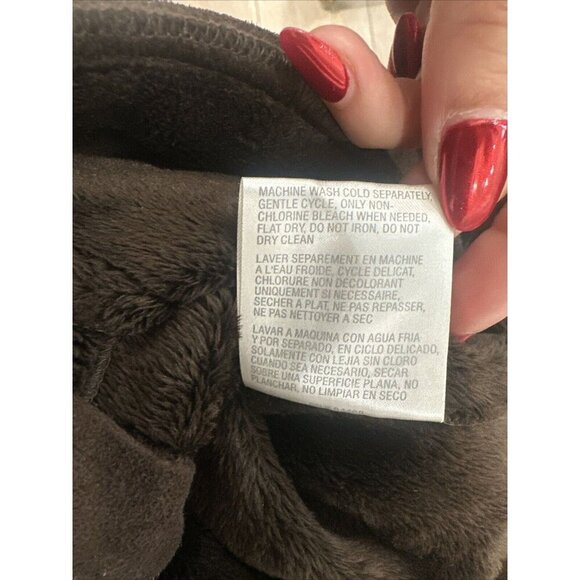 MACHINE WASH COLD SEPARATELY,
GENTLE CYCLE, ONLY NON-
CHLORINE BLEACH WHEN NEEDED,
FLAT DRY, DO NOT IRON, DO NOT
DRY CLEAN
LAVER SEPAREMENT EN MACHINE
A L'EAU FROIDE, CYCLE DELICAT,
CHLORURE NON DECOLORANT
UNIQUEMENT SI NECESSAIRE,
SECHER A PLAT, NE PAS REPASSER,
NE PAS NETTOYER A SEC
LAVAR A MAQUINA CON AGUA FRIA
Y POR SEPARADO, EN CICLO DELICADO,
SOLAMENTE CON LEJIA SIN CLORO
CUANDO SEA NECESARIO, SECAR
SOBRE UNA SUPERFICIE PLANA, NO
PLANCHAR, NO LIMPIAR EN SECO